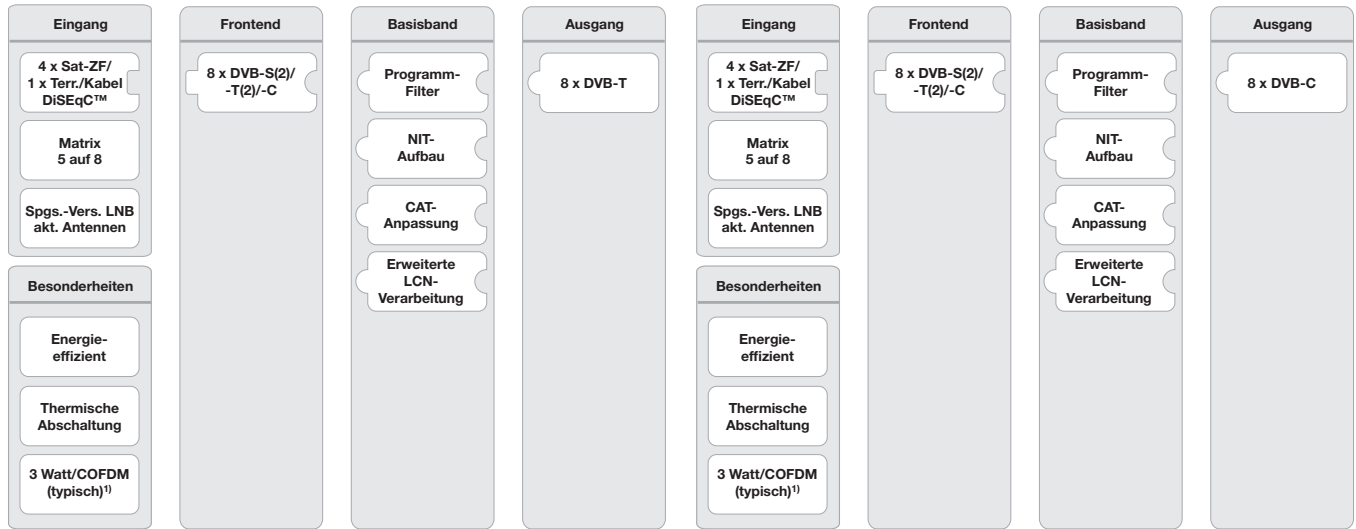 Eingang
4 x Sat-ZF/
1 x Terr./Kabel
DiSEqC™
Matrix
5 auf 8
Spgs.-Vers. LNB
akt. Antennen
Besonderheiten
Energie-
effizient
Thermische
Abschaltung
3 Watt/COFDM
(typisch)¹⁾
Frontend
8 x DVB-S(2)/
-T(2)/-C
Basisband
Programm-
Filter
NIT-
Aufbau
CAT-
Anpassung
Erweiterte
LCN-
Verarbeitung
Ausgang
8 x DVB-T
Eingang
4 x Sat-ZF/
1 x Terr./Kabel
DiSEqC™
Matrix
5 auf 8
Spgs.-Vers. LNB
akt. Antennen
Besonderheiten
Energie-
effizient
Thermische
Abschaltung
3 Watt/COFDM
(typisch)¹⁾
Frontend
8 x DVB-S(2)/
-T(2)/-C
Basisband
Programm-
Filter
NIT-
Aufbau
CAT-
Anpassung
Erweiterte
LCN-
Verarbeitung
Ausgang
8 x DVB-C